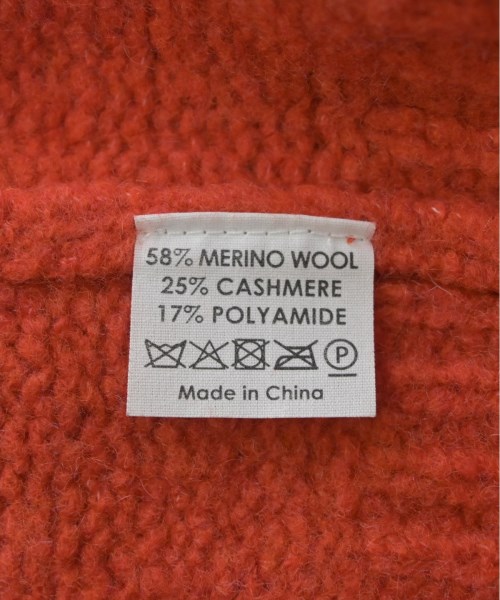 58% MERINO WOOL
25% CASHMERE
17% POLYAMIDE
P
Made in China